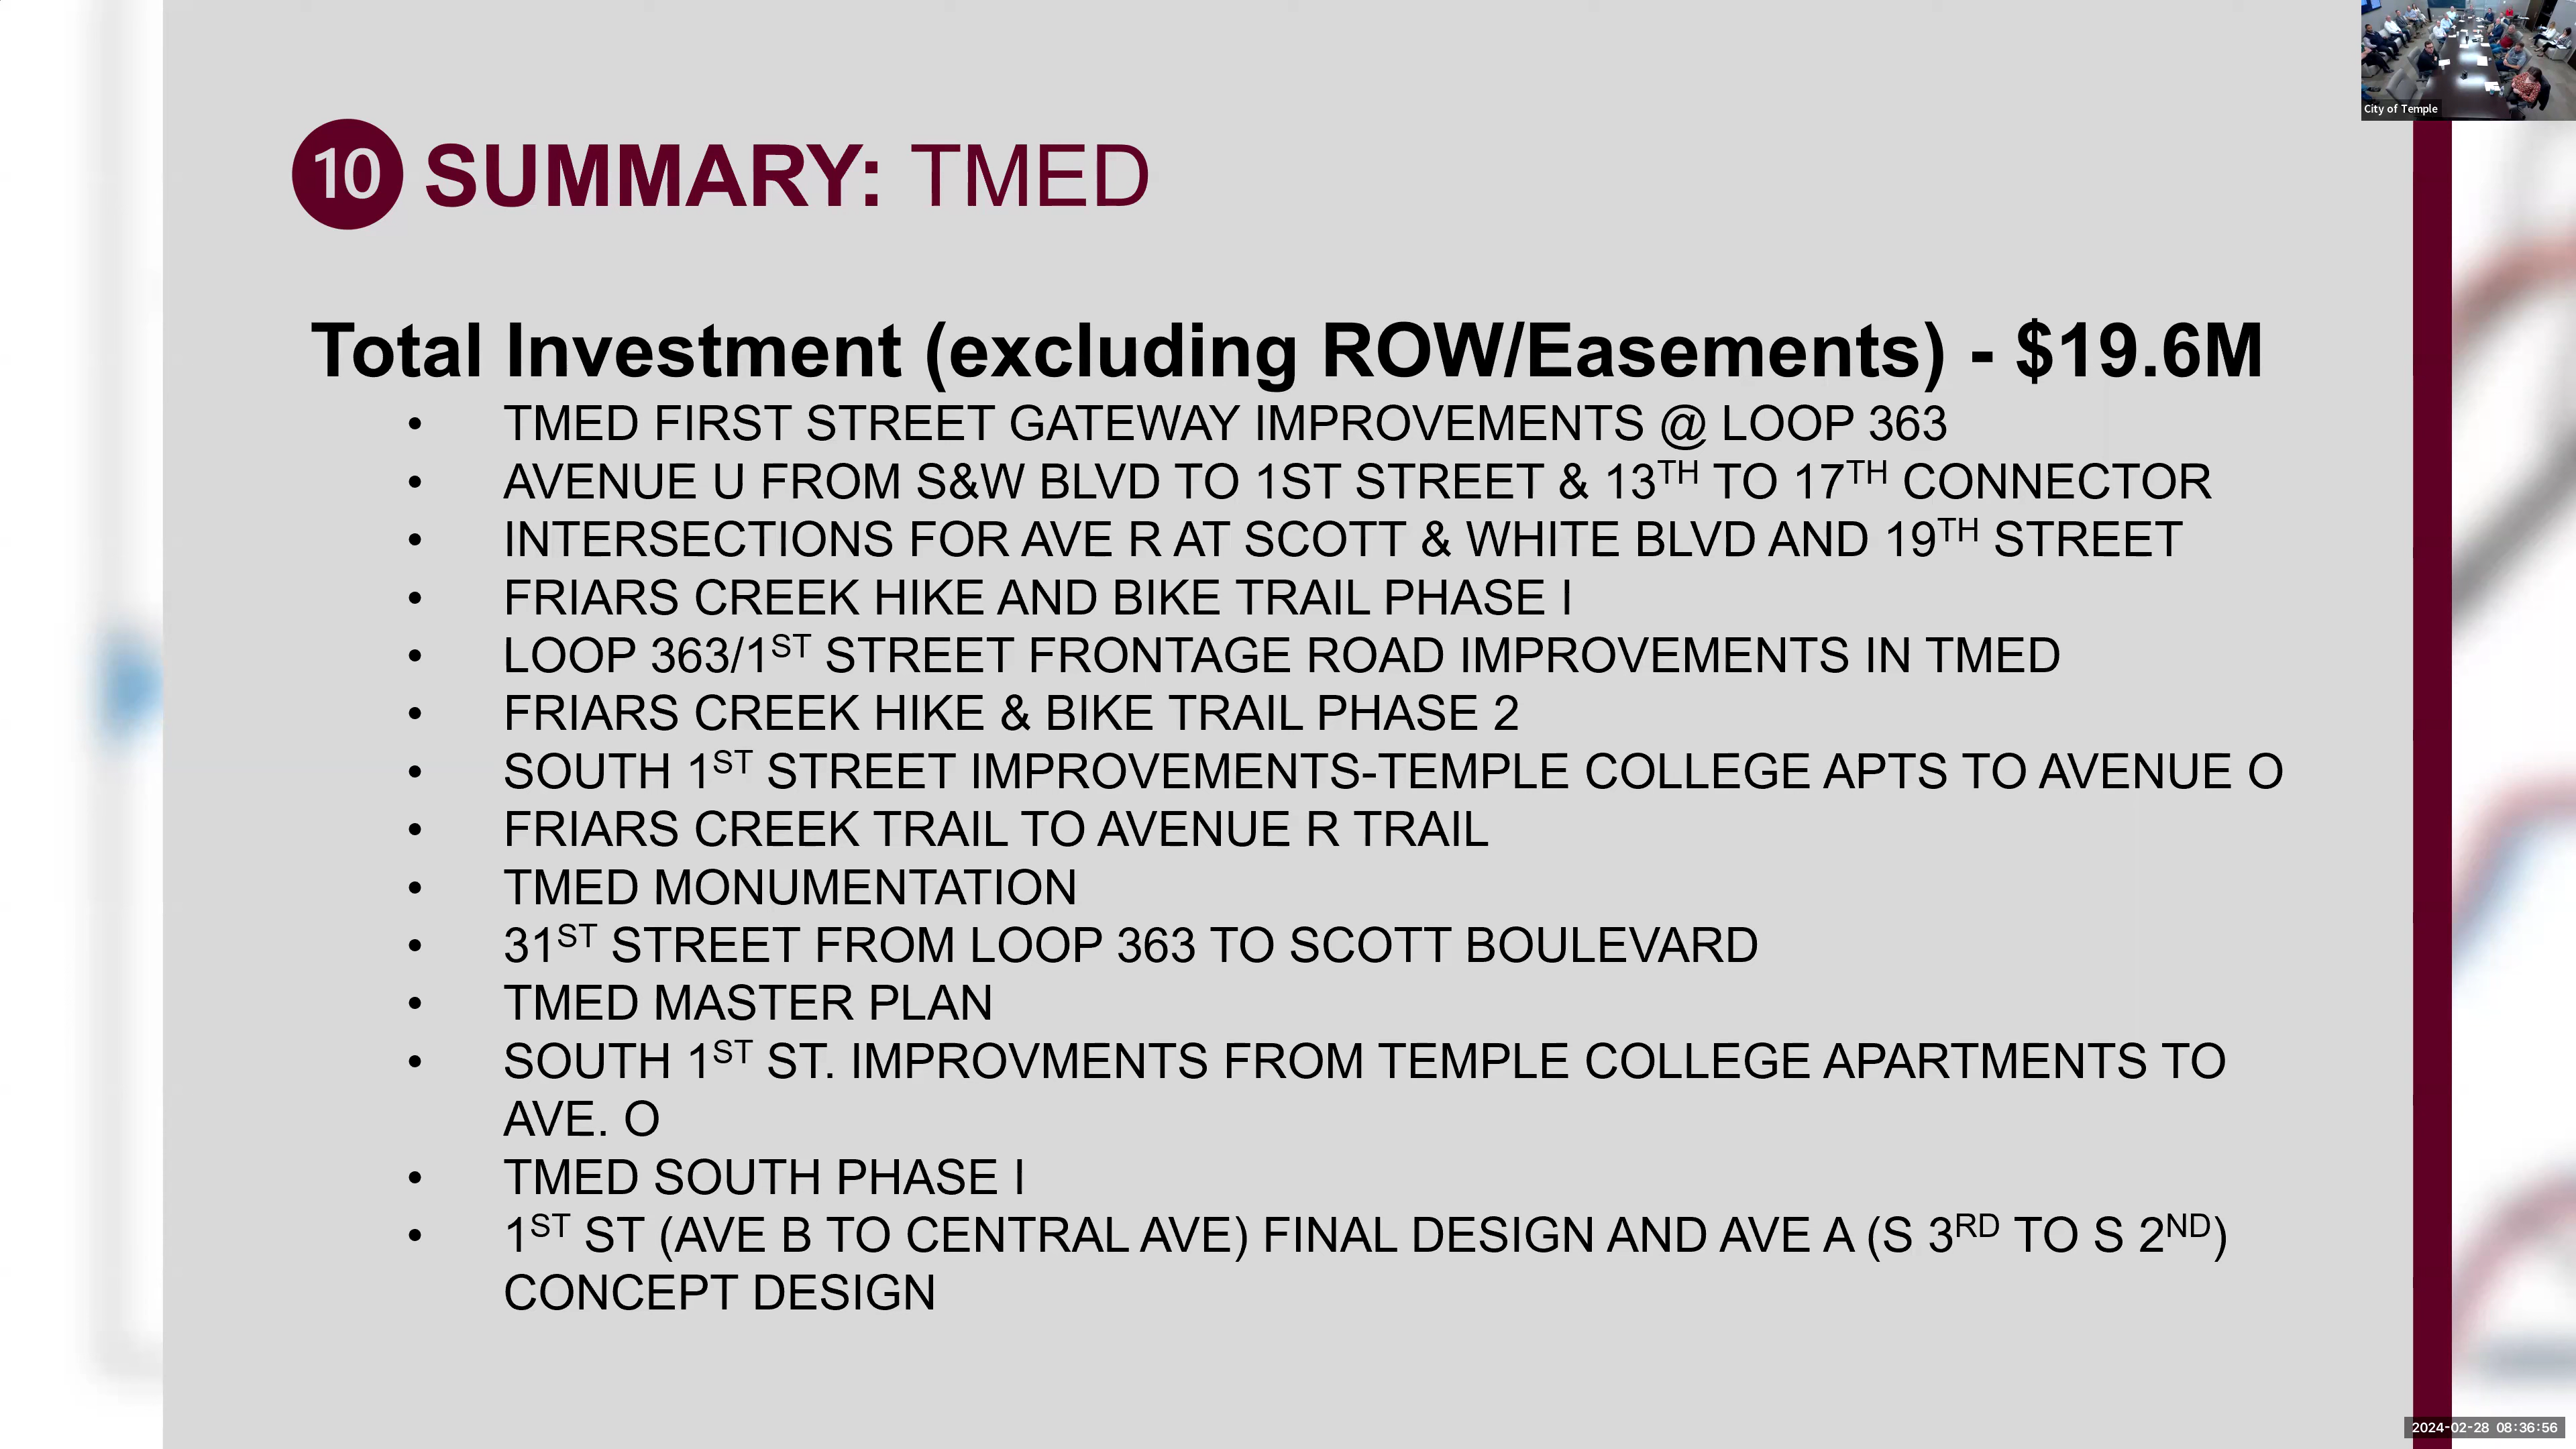 City of Temple
10 SUMMARY: TMED
Total Investment (excluding ROW/Easements) - $19.6M
• TMED FIRST STREET GATEWAY IMPROVEMENTS @ LOOP 363
• AVENUE U FROM S&W BLVD TO 1ST STREET & 13TH TO 17TH CONNECTOR
• INTERSECTIONS FOR AVE R AT SCOTT & WHITE BLVD AND 19TH STREET
• FRIARS CREEK HIKE AND BIKE TRAIL PHASE I
• LOOP 363/1ST STREET FRONTAGE ROAD IMPROVEMENTS IN TMED
• FRIARS CREEK HIKE & BIKE TRAIL PHASE 2
• SOUTH 1ST STREET IMPROVEMENTS-TEMPLE COLLEGE APTS TO AVENUE O
• FRIARS CREEK TRAIL TO AVENUE R TRAIL
• TMED MONUMENTATION
• 31ST STREET FROM LOOP 363 TO SCOTT BOULEVARD
• TMED MASTER PLAN
• SOUTH 1ST ST. IMPROVMENTS FROM TEMPLE COLLEGE APARTMENTS TO
AVE. O
• TMED SOUTH PHASE I
• 1ST ST (AVE B TO CENTRAL AVE) FINAL DESIGN AND AVE A (S 3RD TO S 2ND)
CONCEPT DESIGN
2024-02-28 08:36:56